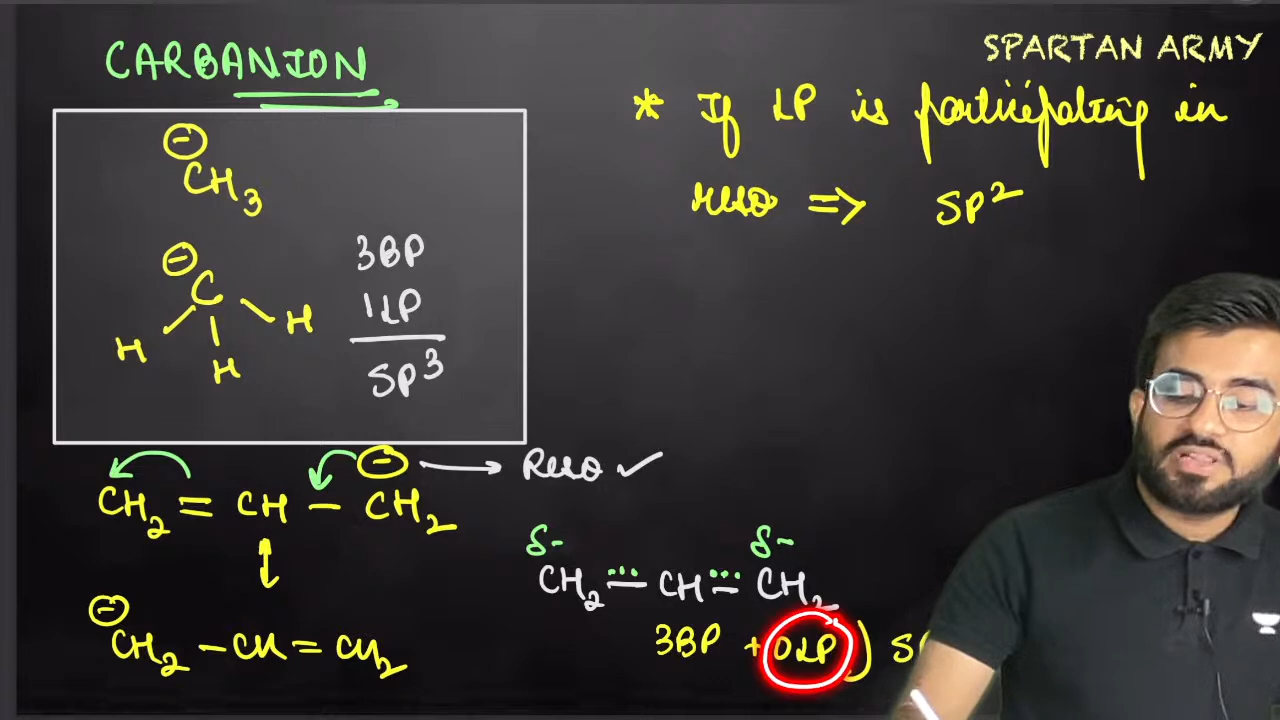 CARBANION
SPARTAN ARMY
* If LP is participating in
reso ⇒ SP²
⊖
CH₃
⊖
C
H H H
3BP
1LP
SP³
CH₂ = CH – CH₂ ⊖ → Reso ✓
↕
⊖
CH₂ – CH = CH₂
δ- δ-
CH₂ CH CH₂
3BP + 0LP)